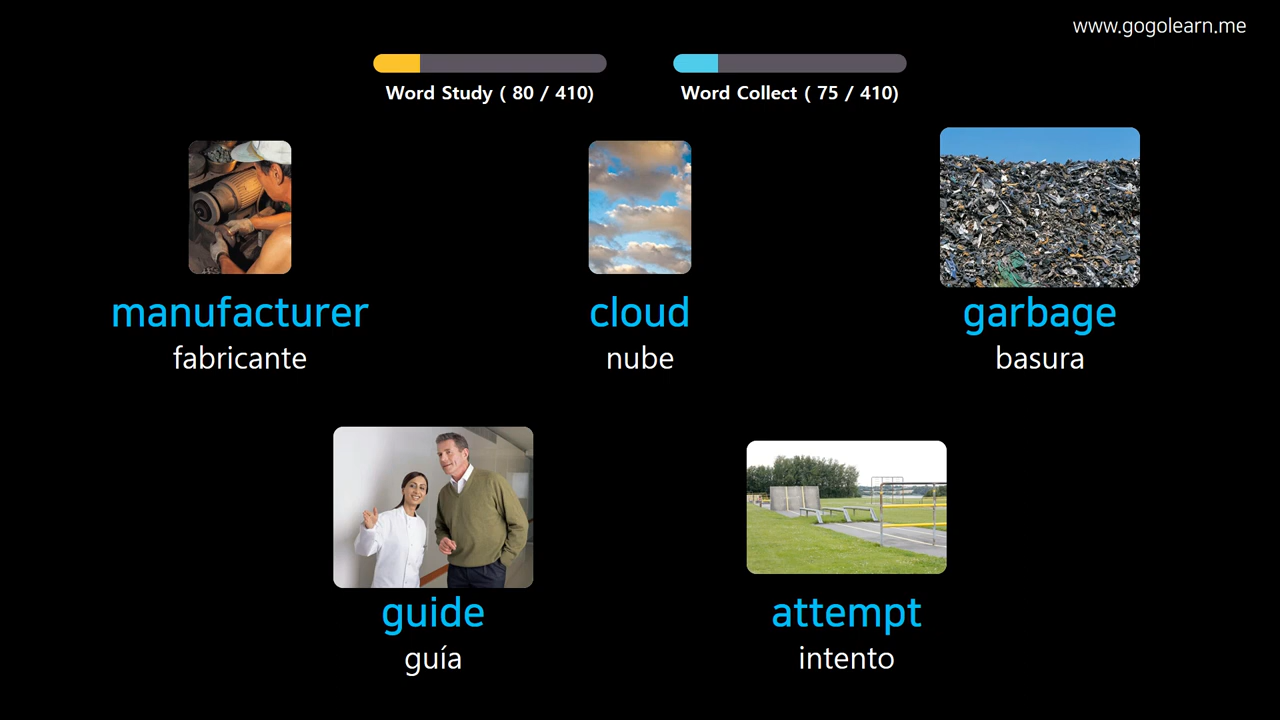 www.gogolearn.me
Word Study ( 80 / 410)
Word Collect ( 75 / 410)
manufacturer
fabricante
cloud
nube
garbage
basura
guide
guía
attempt
intento